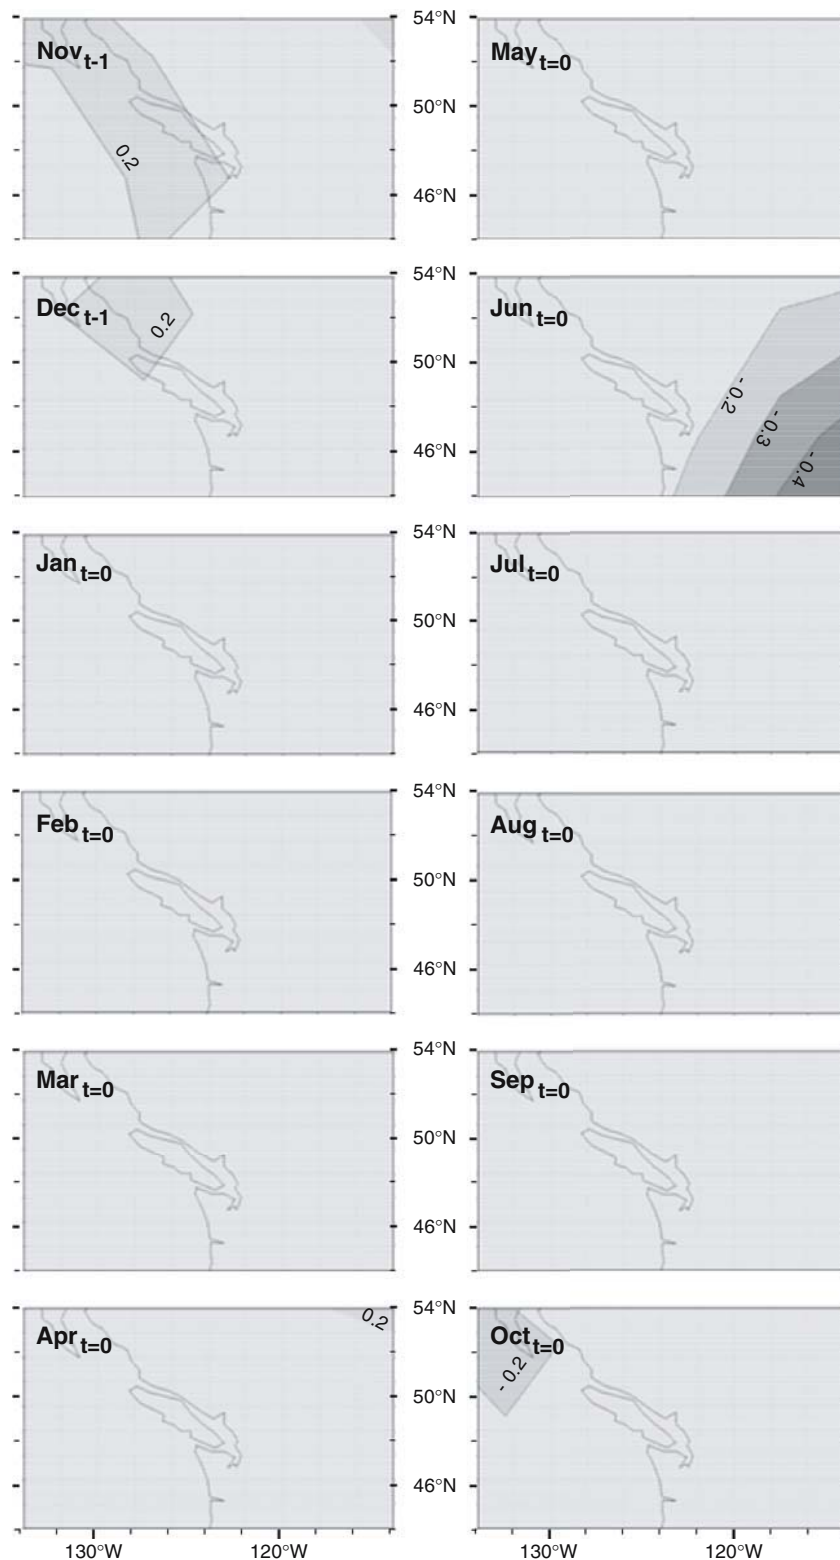 54°N
Nov t-1
May t=0
50°N
0.2
46°N
54°N
Dec t-1
Jun t=0
0.2
50°N
- 0.2
- 0.3
46°N
- 0.4
54°N
Jan t=0
Jul t=0
50°N
46°N
54°N
Feb t=0
Aug t=0
50°N
46°N
54°N
Mar t=0
Sep t=0
50°N
46°N
54°N
0.2
Apr t=0
Oct t=0
- 0.2
50°N
46°N
130°W 120°W 130°W 120°W